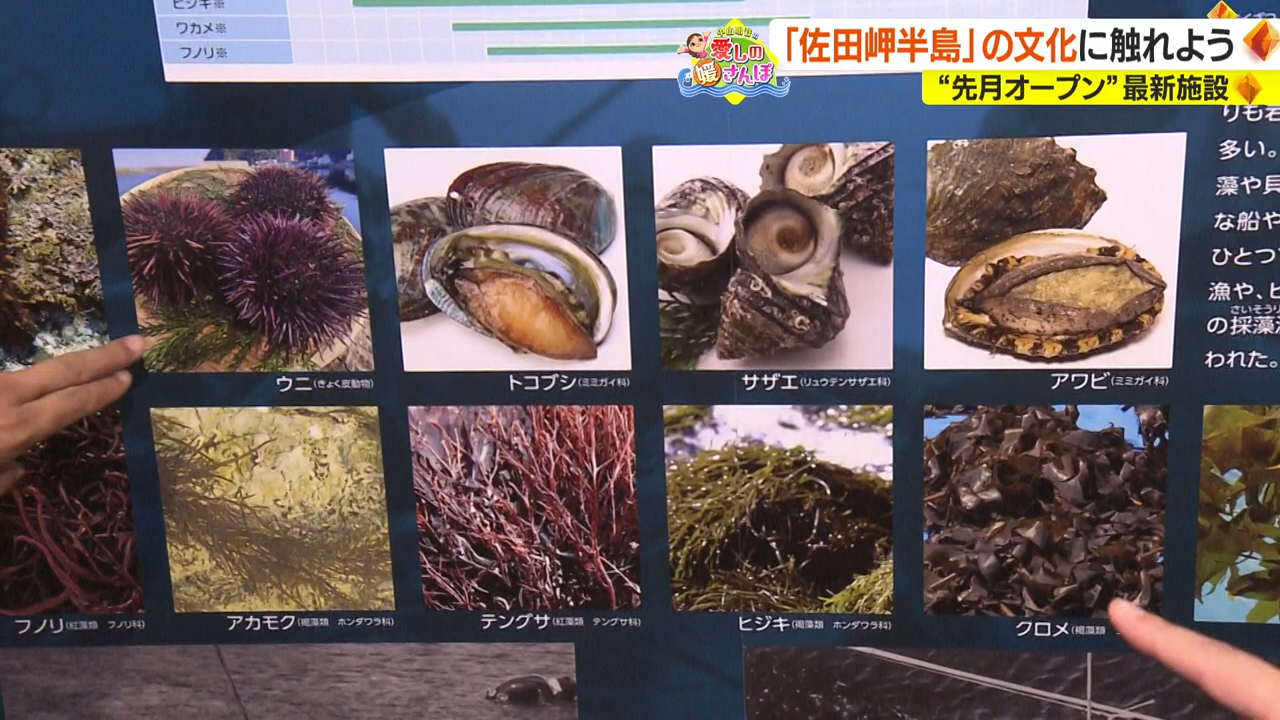 ヒジキ※
ワカメ※
フノリ※
愛しの
暖さんぽ
「佐田岬半島」の文化に触れよう
“先月オープン”最新施設
りも岩
多い。
藻や貝
な船や
ひとつ
漁や、ヒ
さいそう
の採藻
われた。
ウニ(きょく皮動物)
トコブシ(ミミガイ科)
サザエ(リュウテンサザエ科)
アワビ(ミミガイ科)
フノリ(紅藻類 フノリ科)
アカモク(褐藻類 ホンダワラ科)
テングサ(紅藻類 テングサ科)
ヒジキ(褐藻類 ホンダワラ科)
クロメ(褐藻類